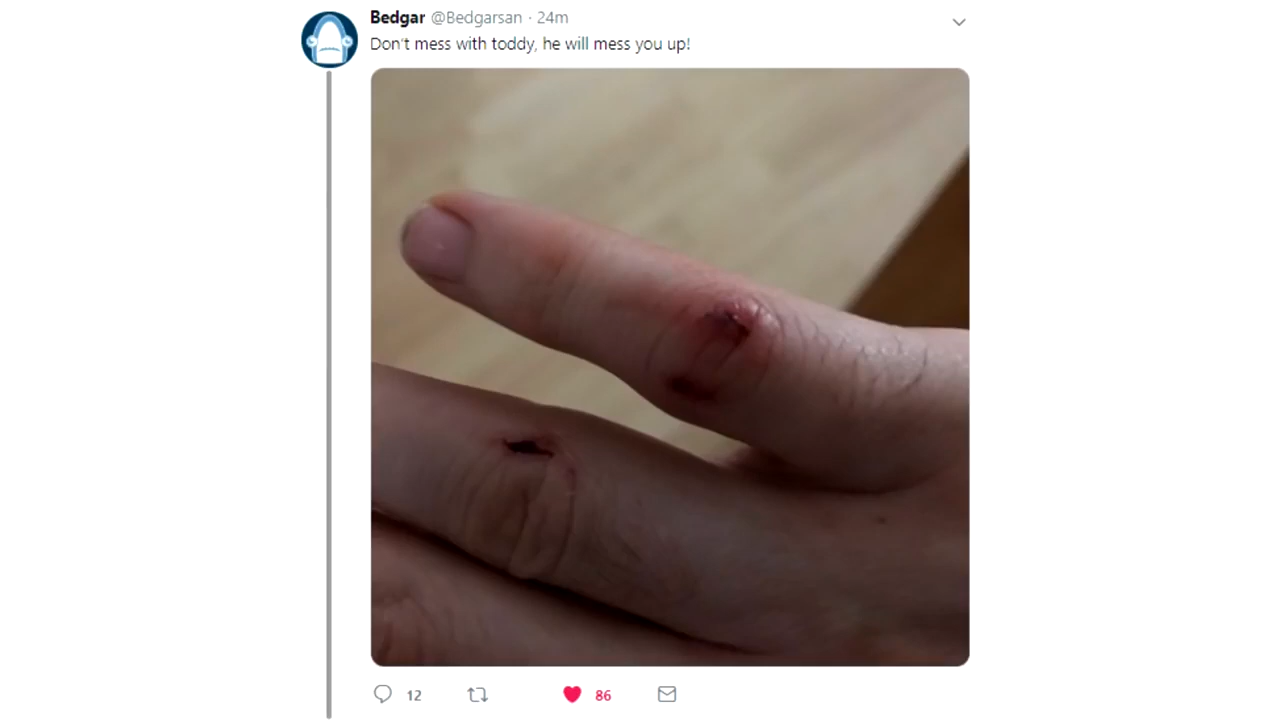 Bedgar @Bedgarsan · 24m
Don't mess with toddy, he will mess you up!
12 86